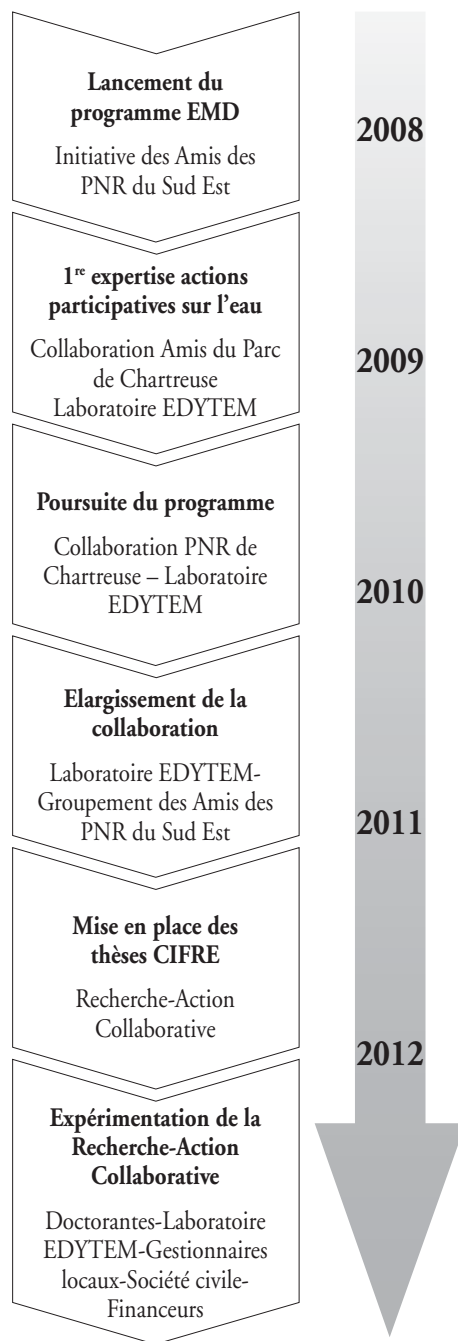 Lancement du
programme EMD
Initiative des Amis des
PNR du Sud Est
2008
1re expertise actions
participatives sur l'eau
Collaboration Amis du Parc
de Chartreuse
Laboratoire EDYTEM
2009
Poursuite du programme
Collaboration PNR de
Chartreuse – Laboratoire
EDYTEM
2010
Elargissement de la
collaboration
Laboratoire EDYTEM-
Groupement des Amis des
PNR du Sud Est
2011
Mise en place des
thèses CIFRE
Recherche-Action
Collaborative
2012
Expérimentation de la
Recherche-Action
Collaborative
Doctorantes-Laboratoire
EDYTEM-Gestionnaires
locaux-Société civile-
Financeurs